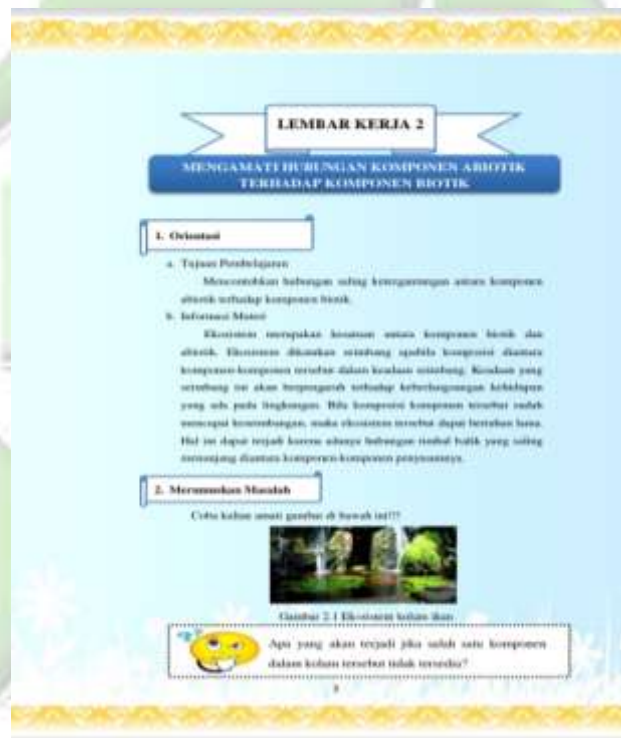 LEMBAR KERJA 2
MENGAMATI HUBUNGAN KOMPONEN ABIOTIK
TERHADAP KOMPONEN BIOTIK
1. Orientasi
a. Tujuan Pembelajaran
Mencontohkan hubungan saling ketergantungan antara komponen
abiotik terhadap komponen biotik.
b. Informasi Materi
Ekosistem merupakan kesatuan antara komponen biotik dan
abiotik. Ekosistem dikatakan seimbang apabila komposisi diantara
komponen-komponen tersebut dalam keadaan seimbang. Keadaan yang
seimbang ini akan berpengaruh terhadap keberlangsungan kehidupan
yang ada pada lingkungan. Bila komposisi komponen tersebut sudah
mencapai keseimbangan, maka ekosistem tersebut dapat bertahan lama.
Hal ini dapat terjadi karena adanya hubungan timbal balik yang saling
menunjang diantara komponen-komponen penyusunnya.
2. Merumuskan Masalah
Coba kalian amati gambar di bawah ini!!!
Gambar 2.1 Ekosistem kolam ikan
Apa yang akan terjadi jika salah satu komponen
dalam kolam tersebut tidak tersedia?